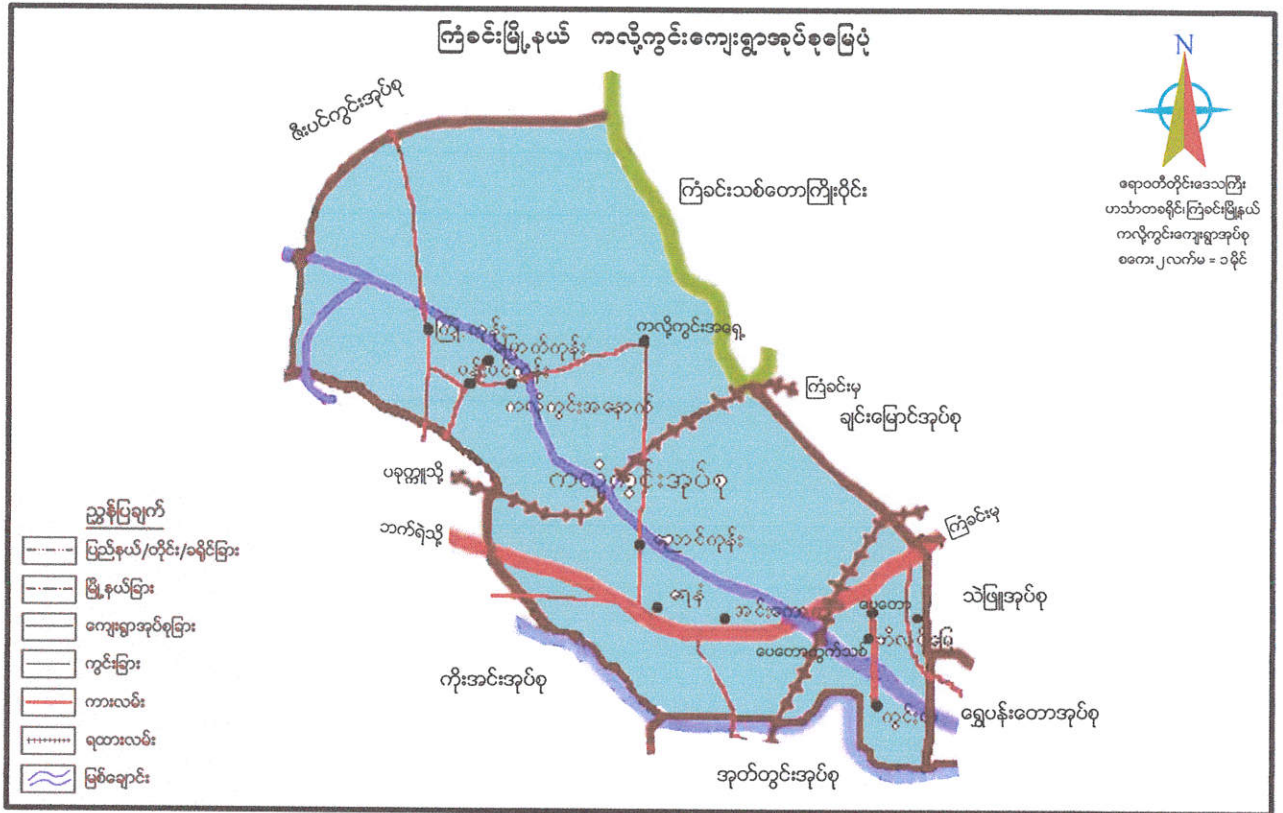 ကြံခင်းမြို့နယ် ကလို့ကွင်းကျေးရွာအုပ်စုမြေပုံ
N
ဧရာဝတီတိုင်းဒေသကြီး
ဟင်္သာတခရိုင်၊ကြံခင်းမြို့နယ်
ကလို့ကွင်းကျေးရွာအုပ်စု
စကေး၂လက်မ = ၁မိုင်
ဇီးပင်ကွင်းအုပ်စု
ကြံခင်းသစ်တောကြိုးဝိုင်း
ကလို့ကွင်းအရှေ့
မြောက်ကုန်း
ကလို့ကွင်းအနောက်
ကြံခင်းမှ
ချင်းမြောင်အုပ်စု
ပခုက္ကူသို့
ကလို့ကွင်းအုပ်စု
ဘက်ရဲသို့
ညောင်ကုန်း
ကြံခင်းမှ
ရေနံ
ပေတော
သဲဖြူအုပ်စု
ပေတောကွက်သစ်
ကိုးအင်းအုပ်စု
ရွှေပန်းတောအုပ်စု
အုတ်တွင်းအုပ်စု
ညွှန်ပြချက်
ပြည်နယ်/တိုင်း/ခရိုင်ခြား
မြို့နယ်ခြား
ကျေးရွာအုပ်စုခြား
ကွင်းခြား
ကားလမ်း
ရထားလမ်း
မြစ်ချောင်း